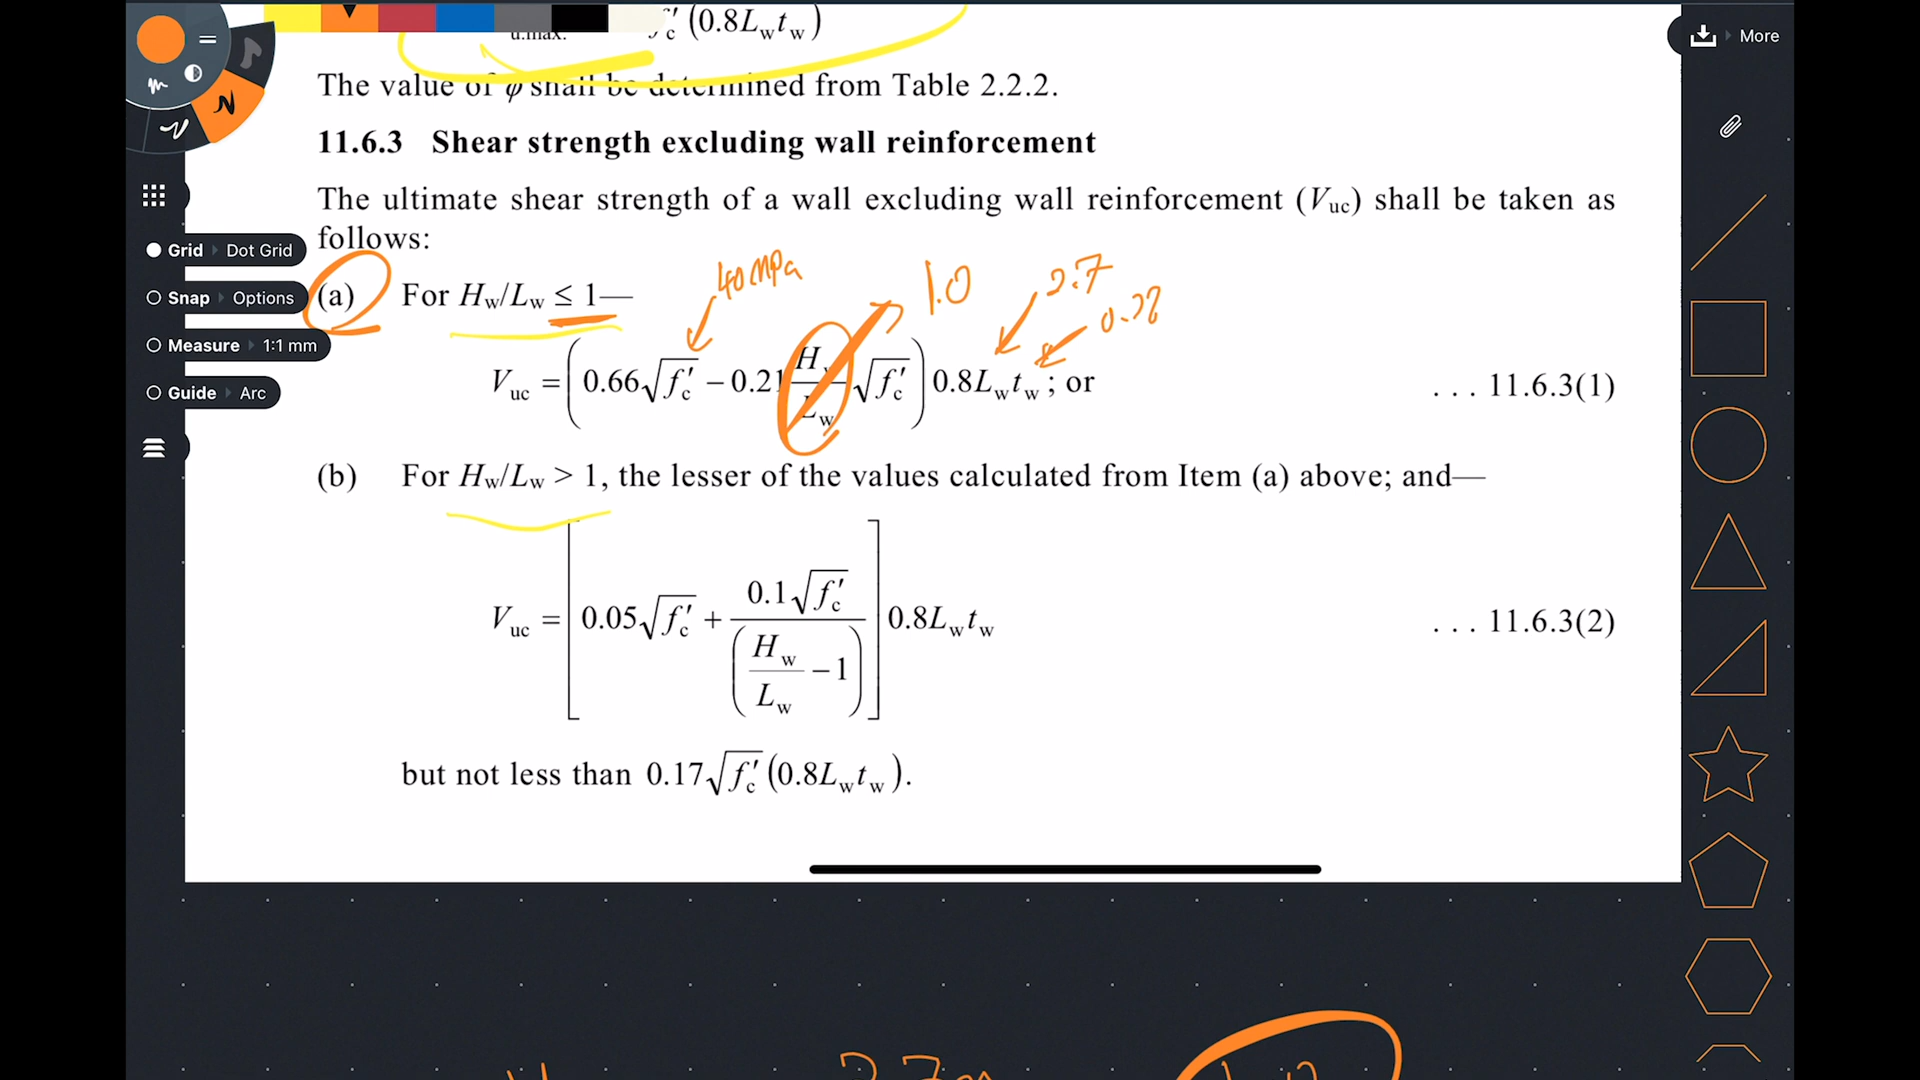 u.max. f′c (0.8Lwtw)
More
The value of φ shall be determined from Table 2.2.2.
11.6.3 Shear strength excluding wall reinforcement
The ultimate shear strength of a wall excluding wall reinforcement (Vuc) shall be taken as
follows:
Grid Dot Grid
Snap Options
Measure 1:1 mm
Guide Arc
40MPa 1.0 2.7
(a) For Hw/Lw ≤ 1—
Vuc = (0.66√f′c − 0.21 Hw/Lw √f′c) 0.8Lwtw ; or . . . 11.6.3(1)
(b) For Hw/Lw > 1, the lesser of the values calculated from Item (a) above; and—
Vuc = [0.05√f′c + 0.1√f′c / (Hw/Lw − 1)] 0.8Lwtw . . . 11.6.3(2)
but not less than 0.17√f′c (0.8Lwtw).